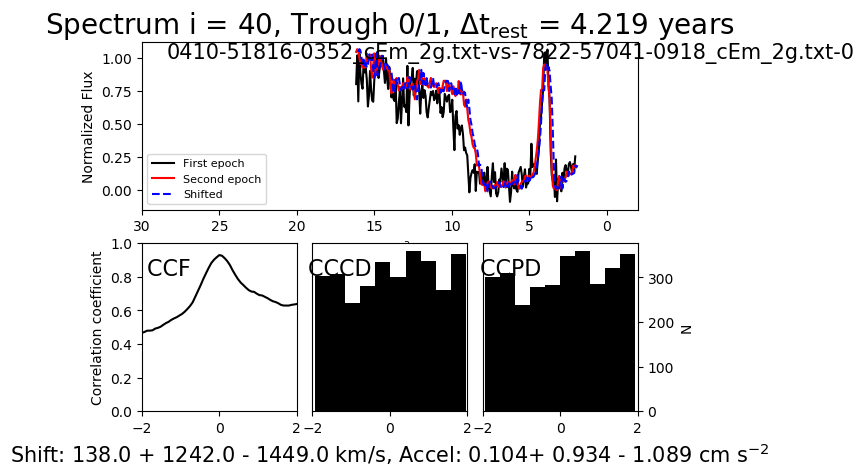 Spectrum i = 40, Trough 0/1, Δt_rest = 4.219 years
0410-51816-0352_cEm_2g.txt-vs-7822-57041-0918_cEm_2g.txt-0
Normalized Flux
1.00
0.75
0.50
0.25
0.00
First epoch
Second epoch
Shifted
30 25 20 15 10 5 0
Correlation coefficient
1.0
0.8
0.6
0.4
0.2
0.0
CCF
CCCD
CCPD
300
200
100
0
N
−2 0 2
−2 0 2
−2 0 2
Shift: 138.0 + 1242.0 - 1449.0 km/s, Accel: 0.104+ 0.934 - 1.089 cm s⁻²